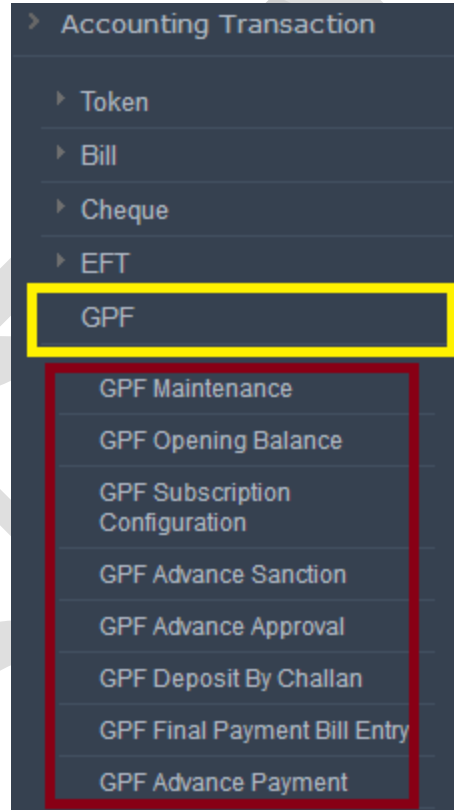 Accounting Transaction
Token
Bill
Cheque
EFT
GPF
GPF Maintenance
GPF Opening Balance
GPF Subscription
Configuration
GPF Advance Sanction
GPF Advance Approval
GPF Deposit By Challan
GPF Final Payment Bill Entry
GPF Advance Payment